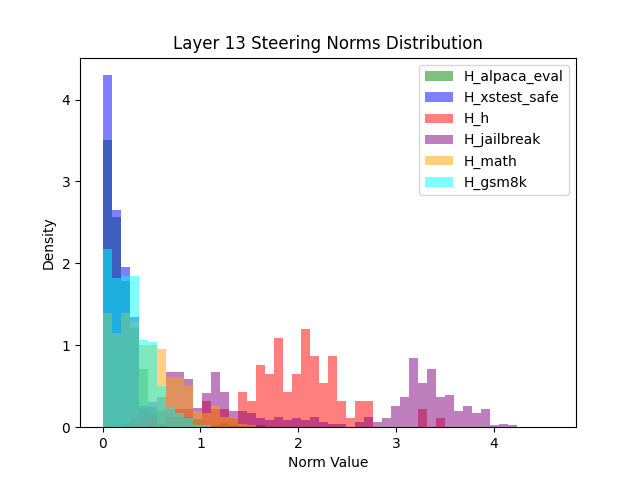 Layer 13 Steering Norms Distribution
H_alpaca_eval
H_xstest_safe
H_h
H_jailbreak
H_math
H_gsm8k
Density
4
3
2
1
0
0 1 2 3 4
Norm Value